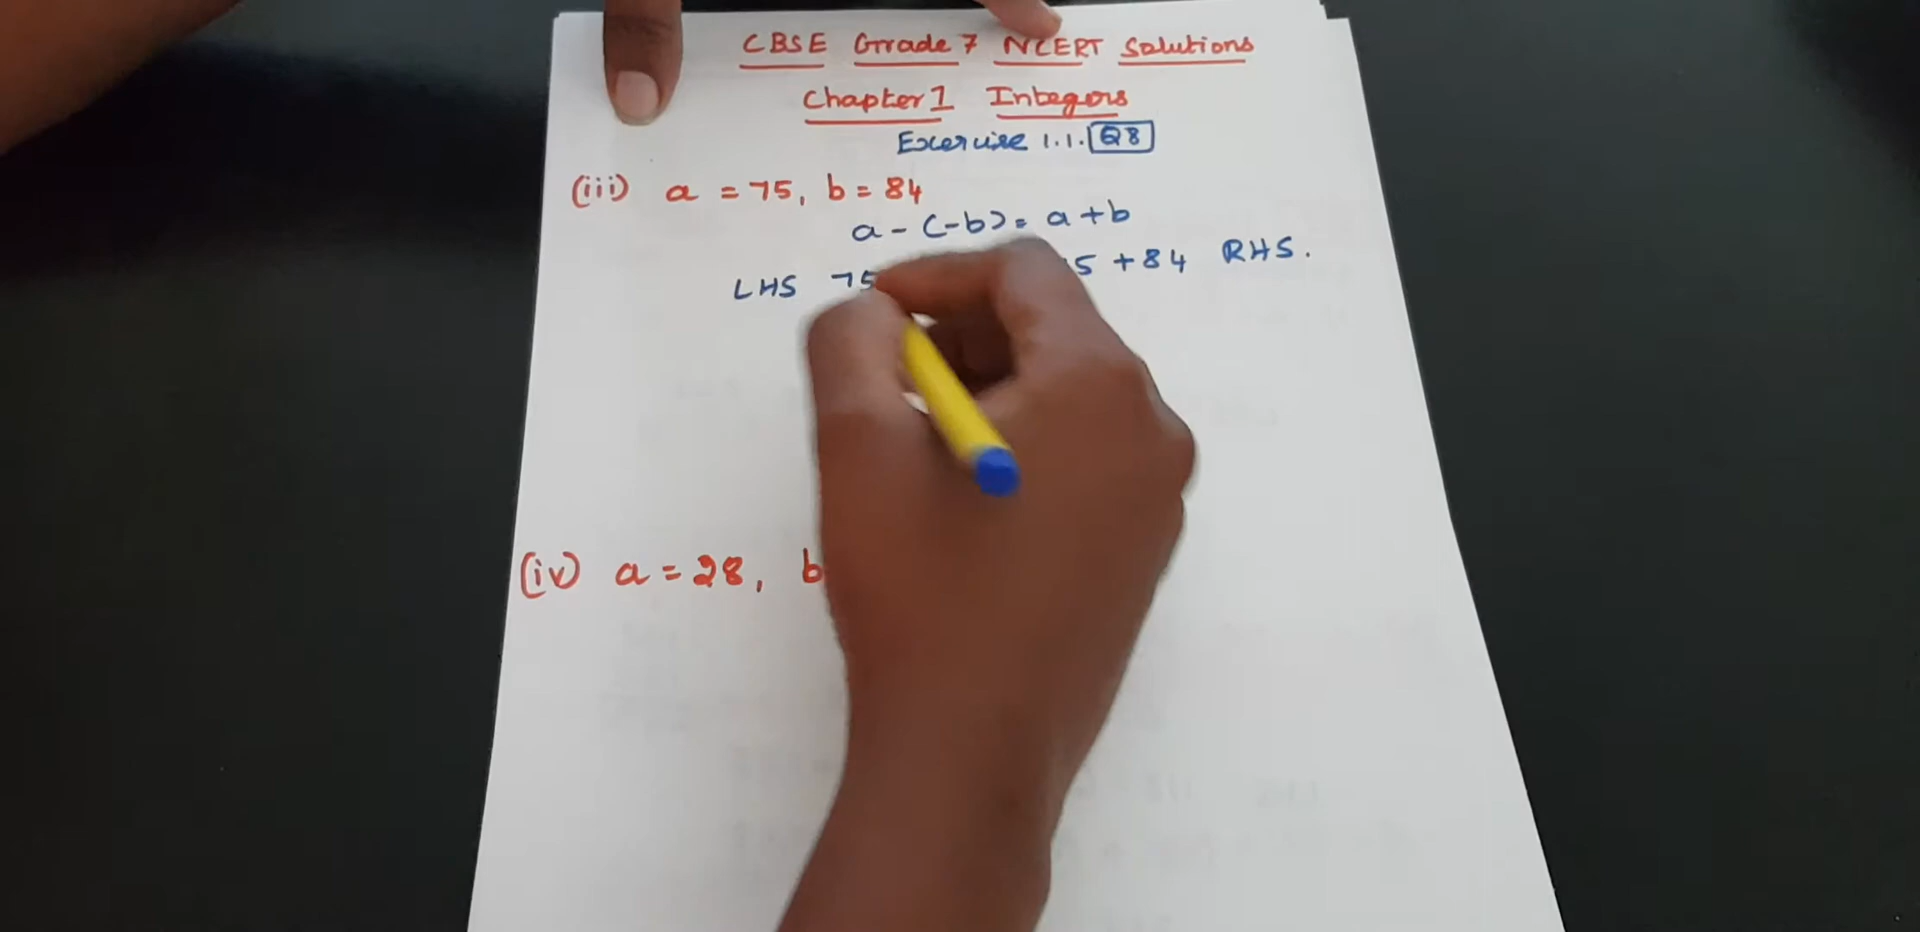 CBSE Grade 7 NCERT Solutions
Chapter 1 Integers
Exercise 1.1. Q8
(iii) a = 75, b = 84
a - (-b) = a + b
LHS 75 5 + 84 RHS.
(iv) a = 28, b